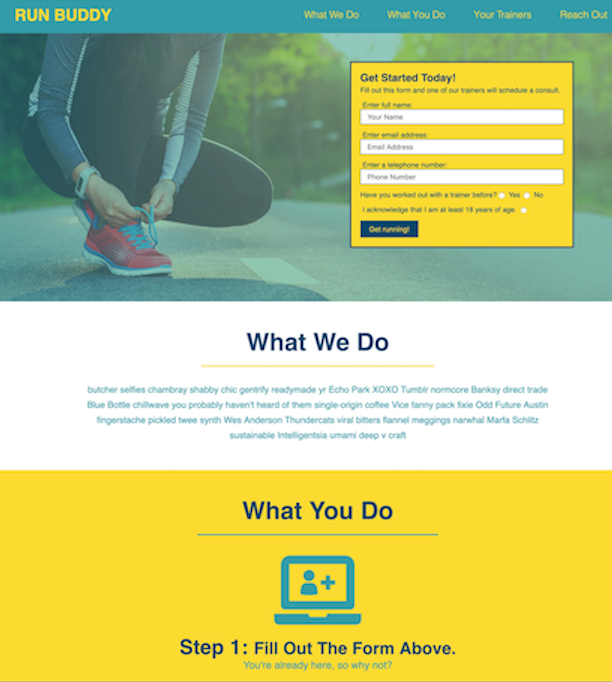 RUN BUDDY
What We Do
What You Do
Your Trainers
Reach Out
Get Started Today!
Fill out this form and one of our trainers will schedule a consult.
Enter full name:
Your Name
Enter email address:
Email Address
Enter a telephone number:
Phone Number
Have you worked out with a trainer before? Yes No
I acknowledge that I am at least 18 years of age.
Get running!
What We Do
butcher selfies chambray shabby chic gentrify readymade yr Echo Park XOXO Tumblr normcore Banksy direct trade
Blue Bottle chillwave you probably haven't heard of them single-origin coffee Vice fanny pack fixie Odd Future Austin
fingerstache pickled twee synth Wes Anderson Thundercats viral bitters flannel meggings narwhal Marfa Schlitz
sustainable Intelligentsia umami deep v craft
What You Do
Step 1: Fill Out The Form Above.
You're already here, so why not?